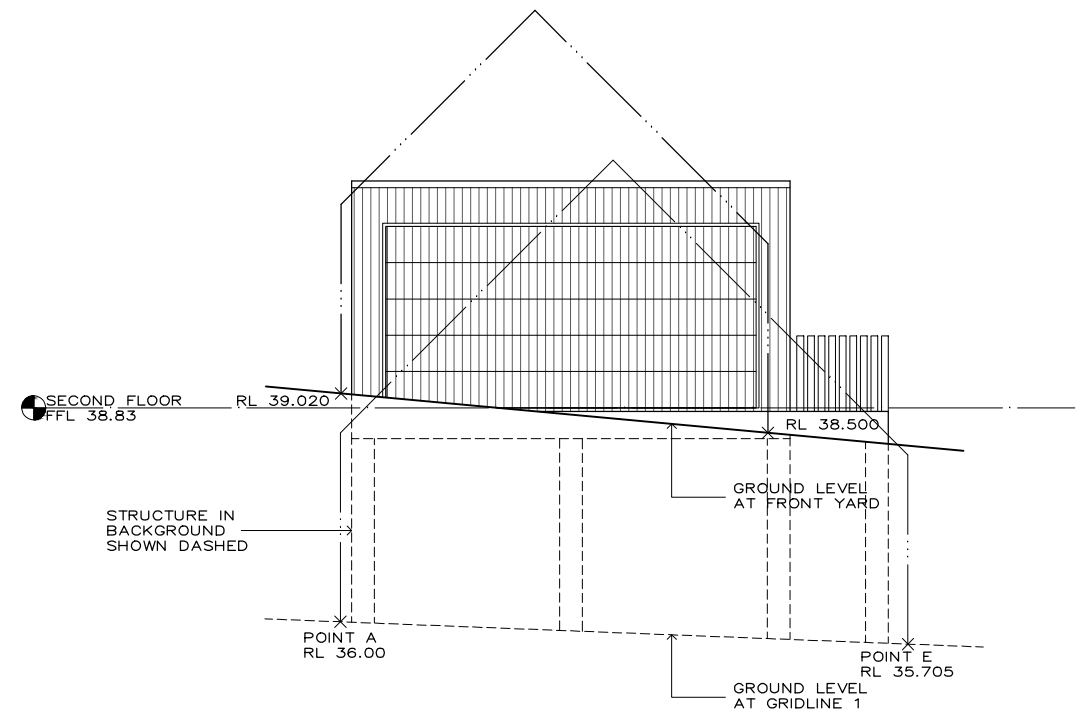 SECOND FLOOR
FFL 38.83
RL 39.020
RL 38.500
GROUND LEVEL
AT FRONT YARD
STRUCTURE IN
BACKGROUND
SHOWN DASHED
POINT A
RL 36.00
POINT E
RL 35.705
GROUND LEVEL
AT GRIDLINE 1